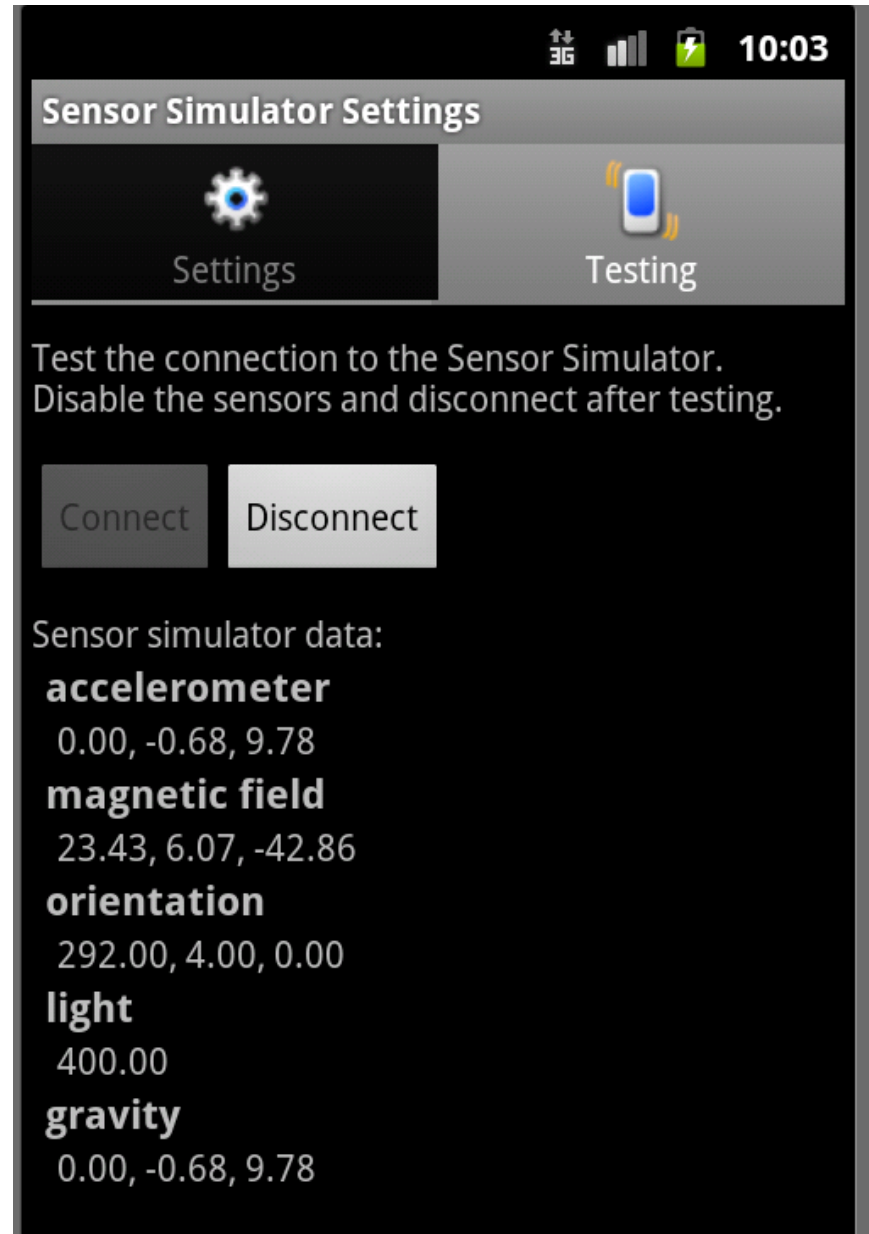 3G 10:03
Sensor Simulator Settings
Settings Testing
Test the connection to the Sensor Simulator.
Disable the sensors and disconnect after testing.
Connect Disconnect
Sensor simulator data:
accelerometer
0.00, -0.68, 9.78
magnetic field
23.43, 6.07, -42.86
orientation
292.00, 4.00, 0.00
light
400.00
gravity
0.00, -0.68, 9.78